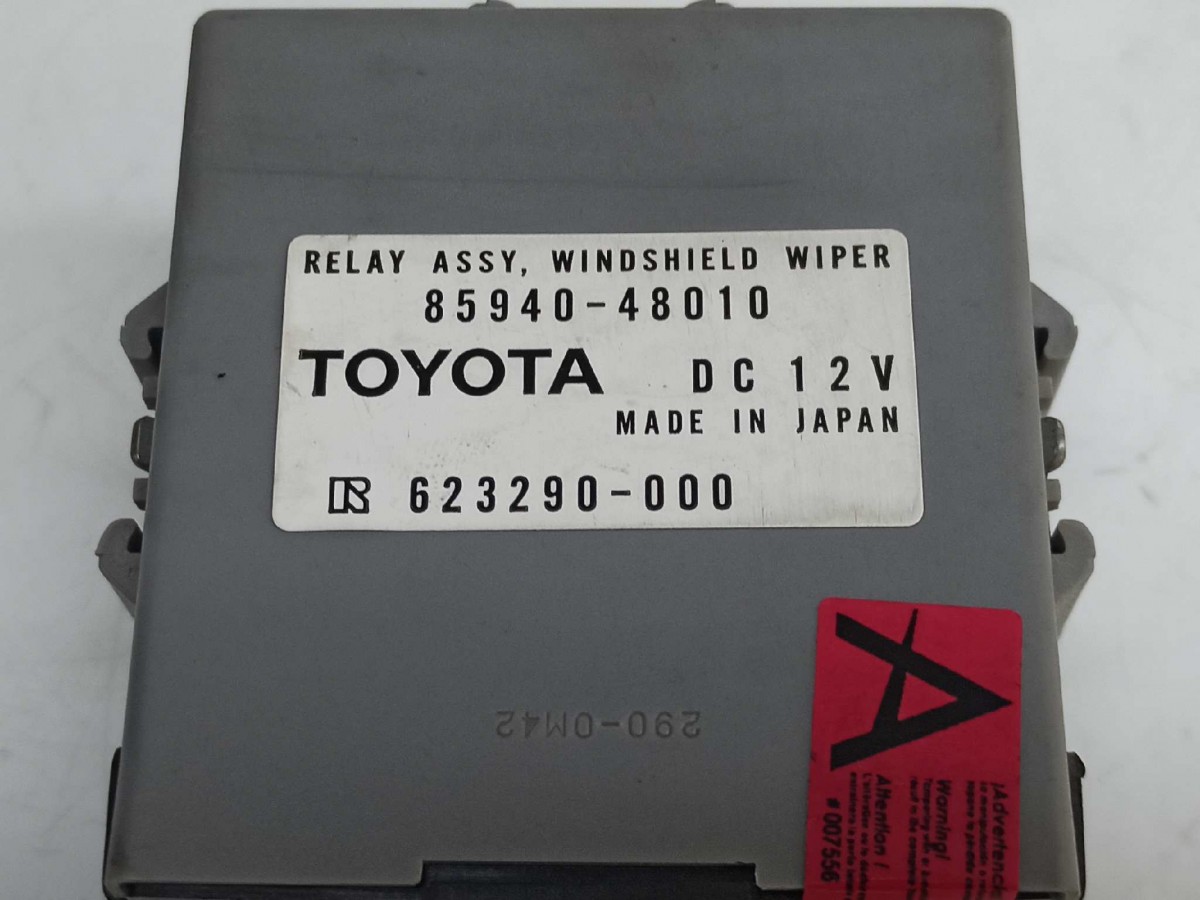 RELAY ASSY, WINDSHIELD WIPER
85940-48010
TOYOTA DC 12V
MADE IN JAPAN
623290-000
290-0M42
A
¡Advertenci
Warning!
Attention !
#007556